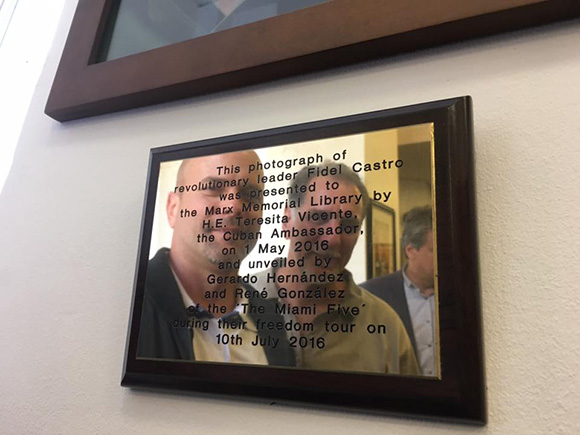 This photograph of
revolutionary leader Fidel Castro
was presented to
the Marx Memorial Library by
H.E. Teresita Vicente,
the Cuban Ambassador,
on 1 May 2016
and unveiled by
Gerardo Hernández
and René González
of the ‘The Miami Five’
during their freedom tour on
10th July 2016